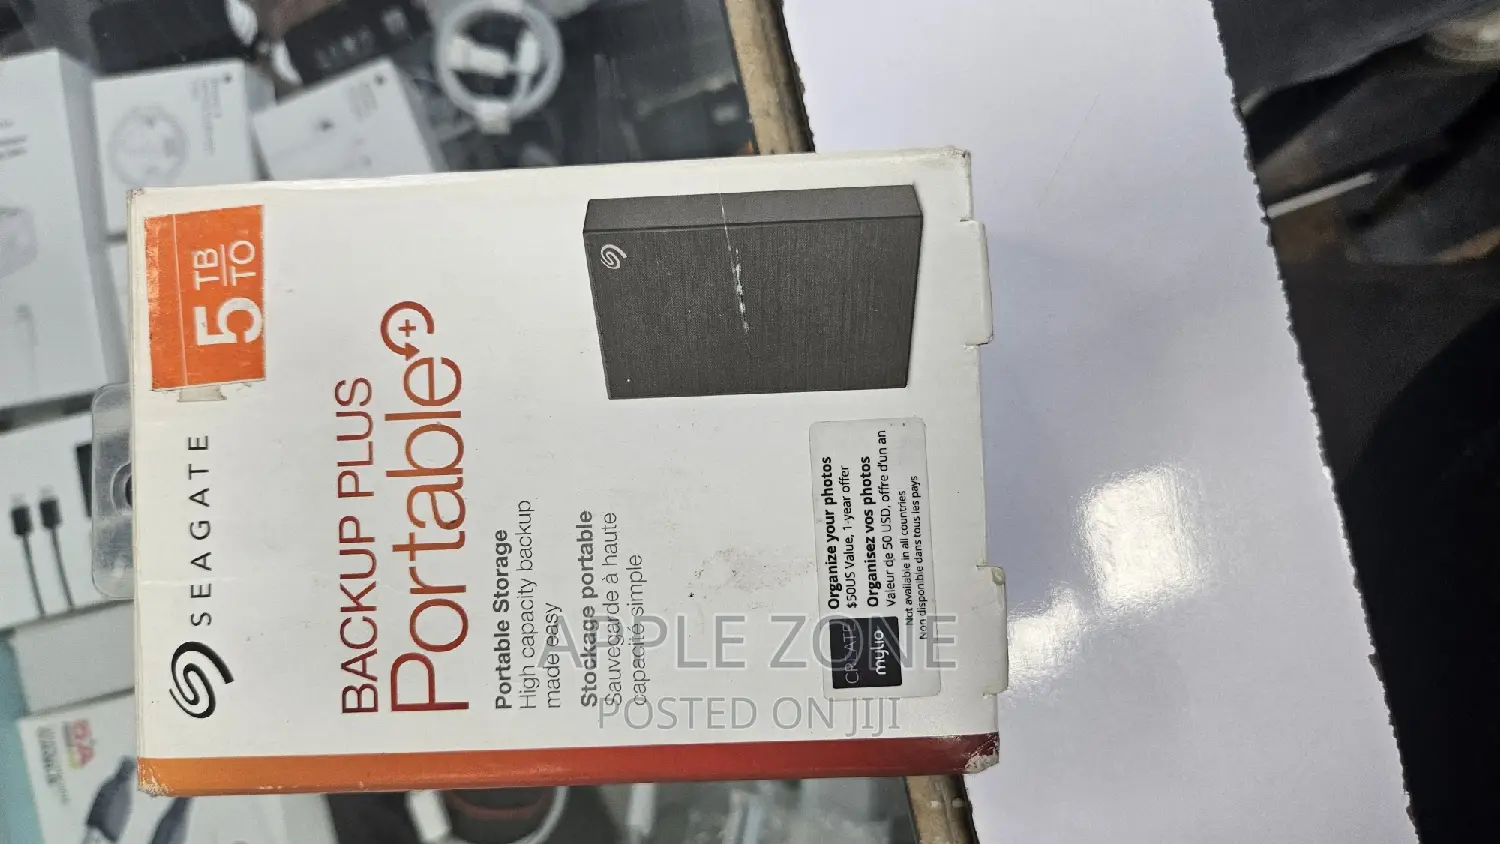 SEAGATE
5 TB
TO
BACKUP PLUS
Portable
Portable Storage
High capacity backup
made easy
Stockage portable
Sauvegarde à haute
capacité simple
CREATE
mylio
Organize your photos
$50US Value, 1-year offer
Organisez vos photos
Valeur de 50 USD, offre d'un an
Not available in all countries
Non disponible dans tous les pays
APPLE ZONE
POSTED ON JIJI